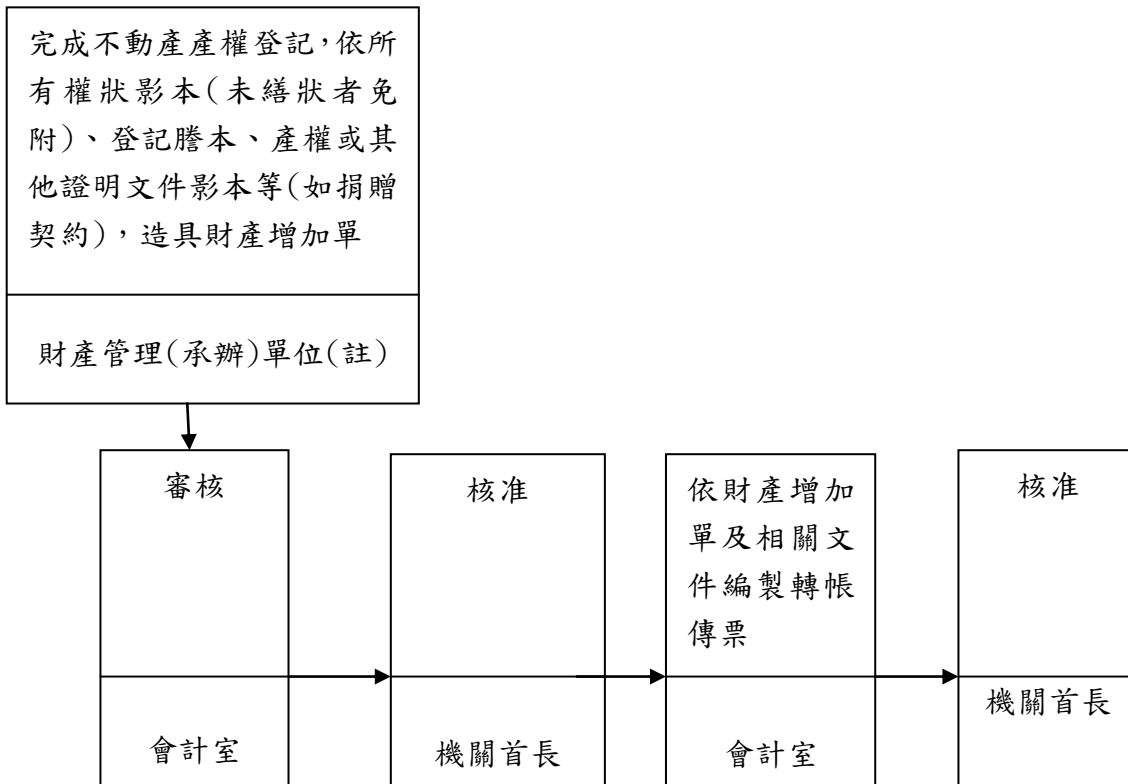 完成不動產產權登記，依所
有權狀影本(未繕狀者免
附)、登記謄本、產權或其
他證明文件影本等(如捐贈
契約)，造具財產增加單
財產管理(承辦)單位(註)
審核
會計室
核准
機關首長
依財產增加
單及相關文
件編製轉帳
傳票
會計室
核准
機關首長